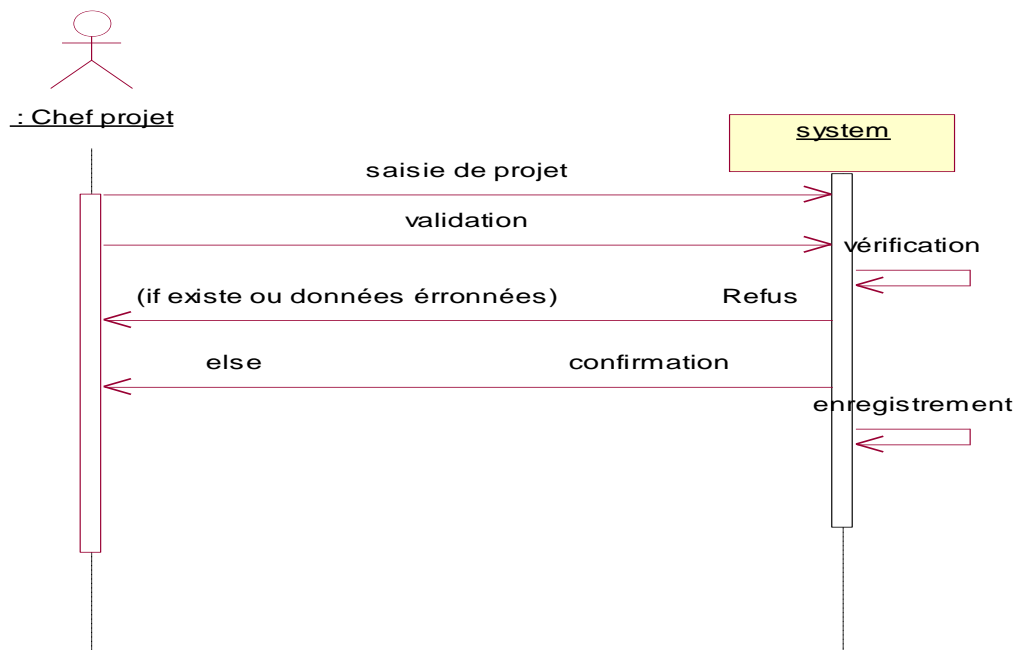 : Chef projet
system
saisie de projet
validation
vérification
(if existe ou données érronnées) Refus
else confirmation
enregistrement